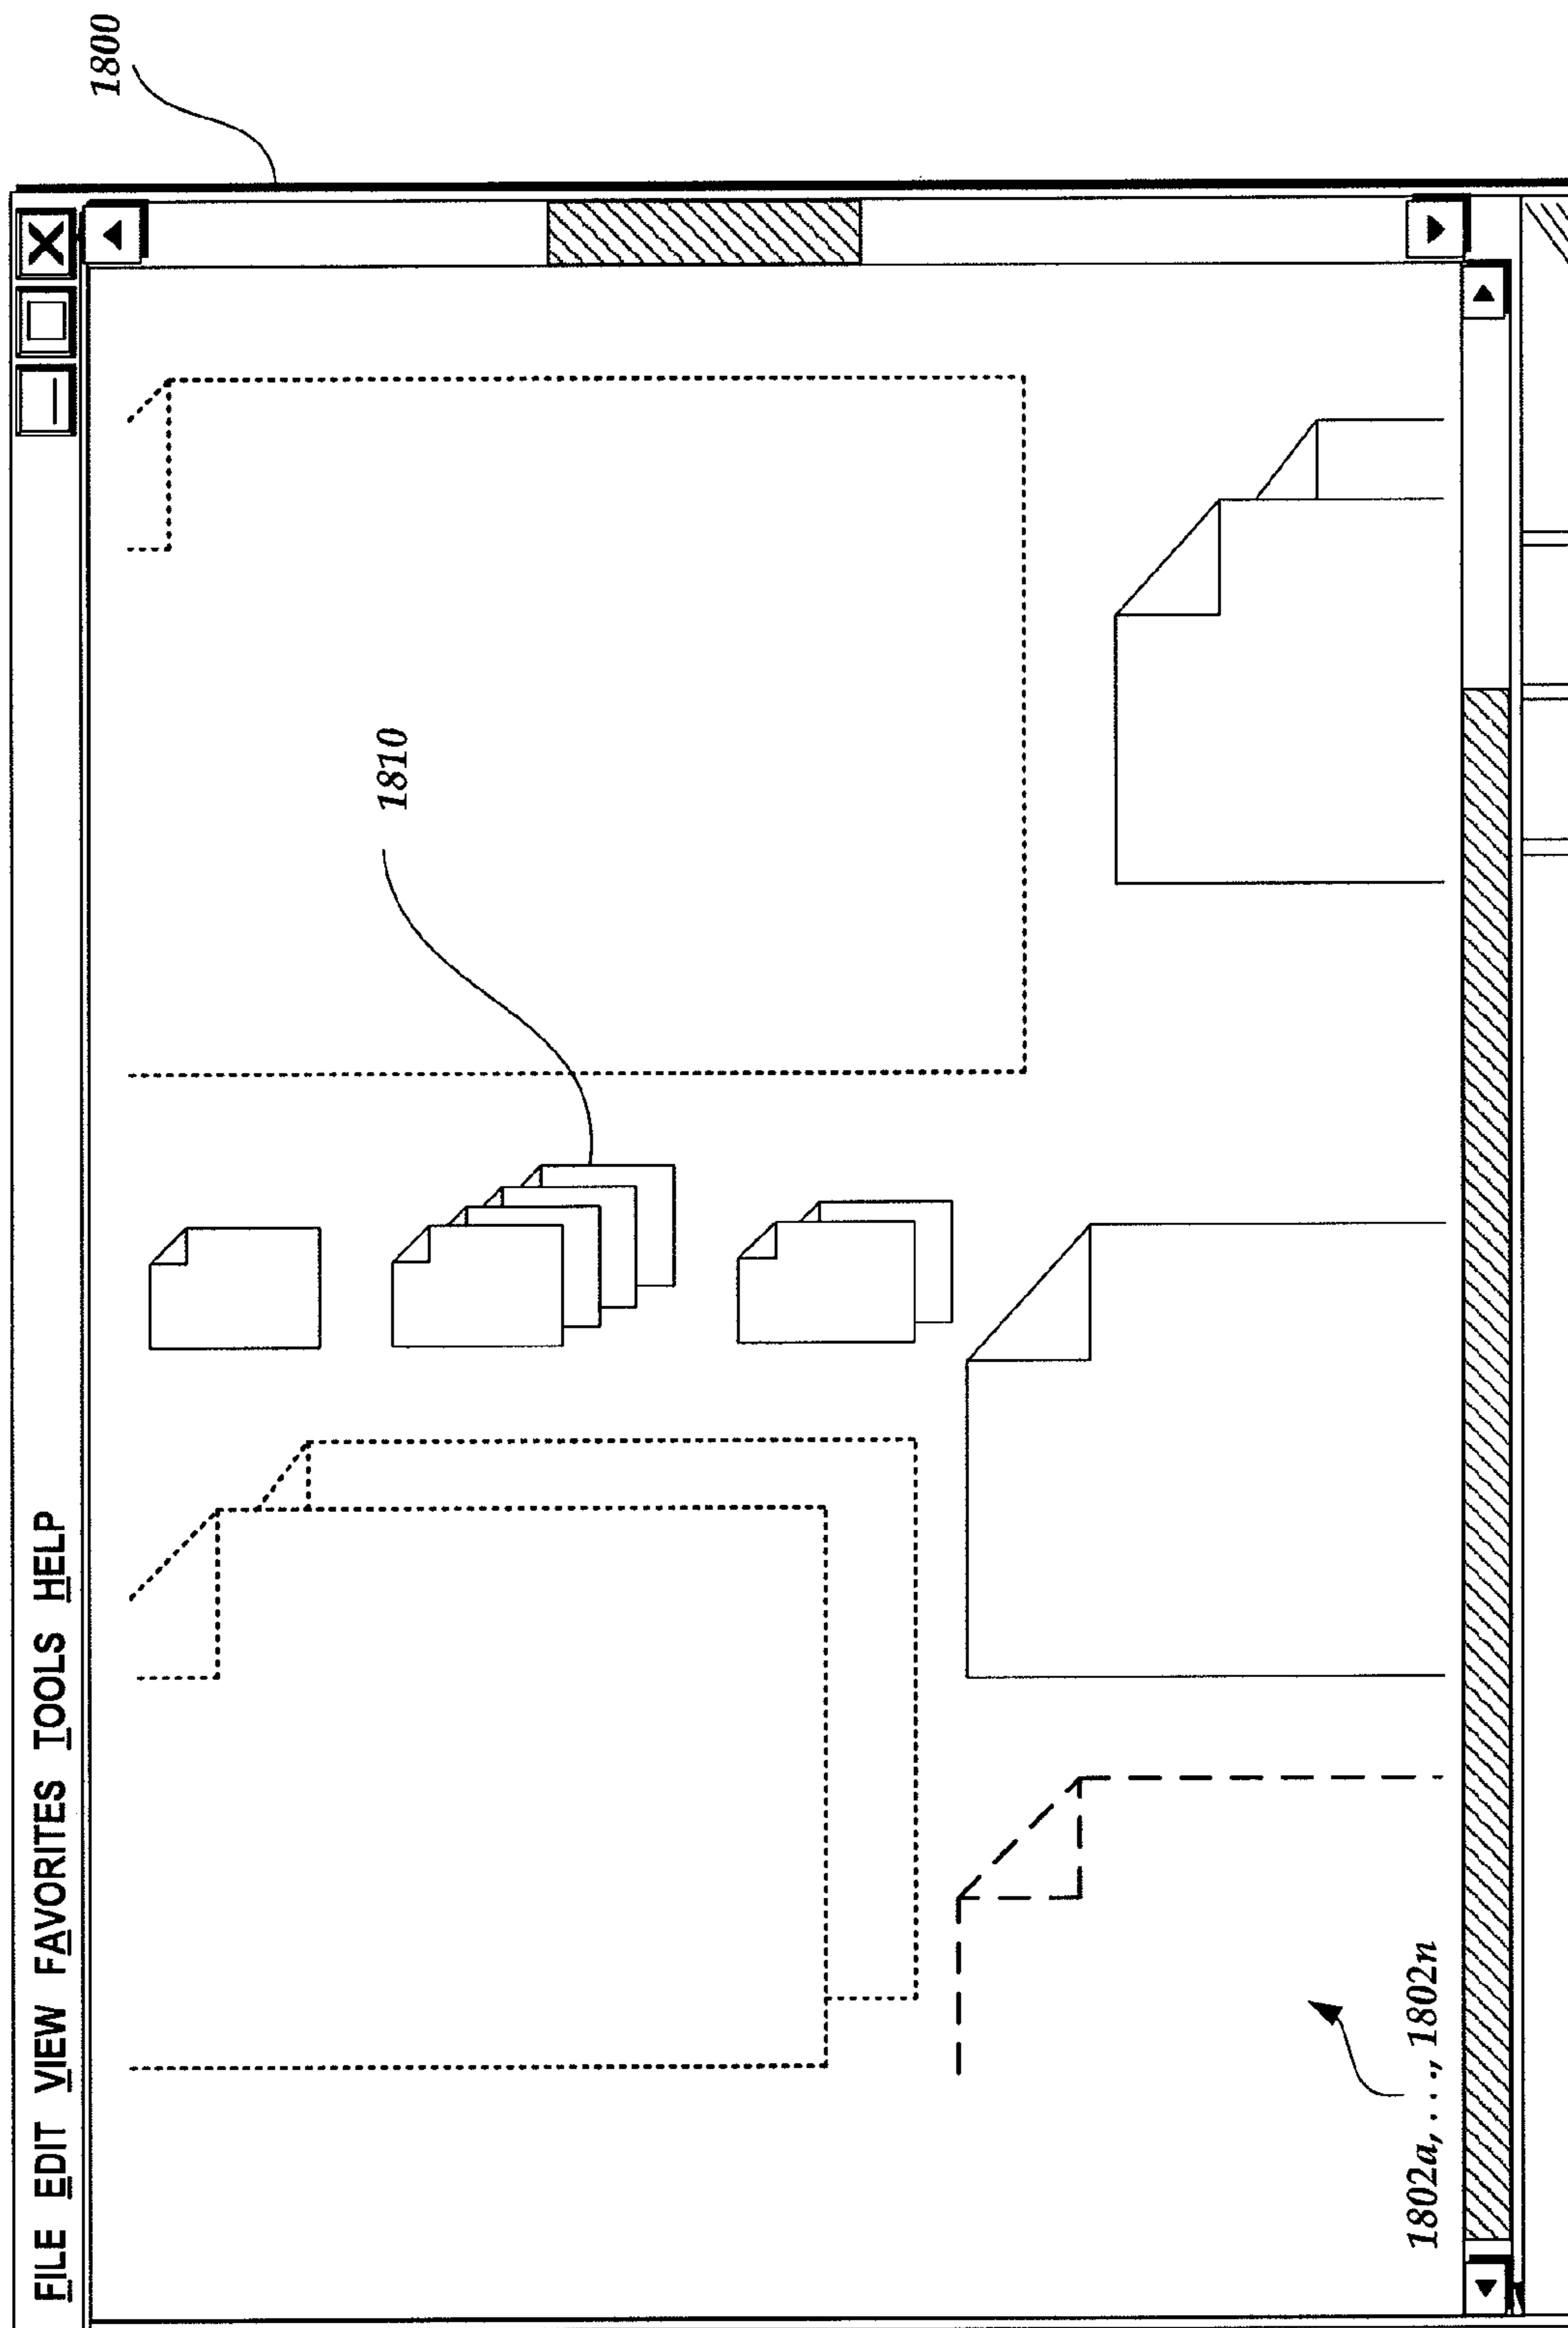 1800
FILE EDIT VIEW FAVORITES TOOLS HELP
1810
1802a, . . ., 1802n